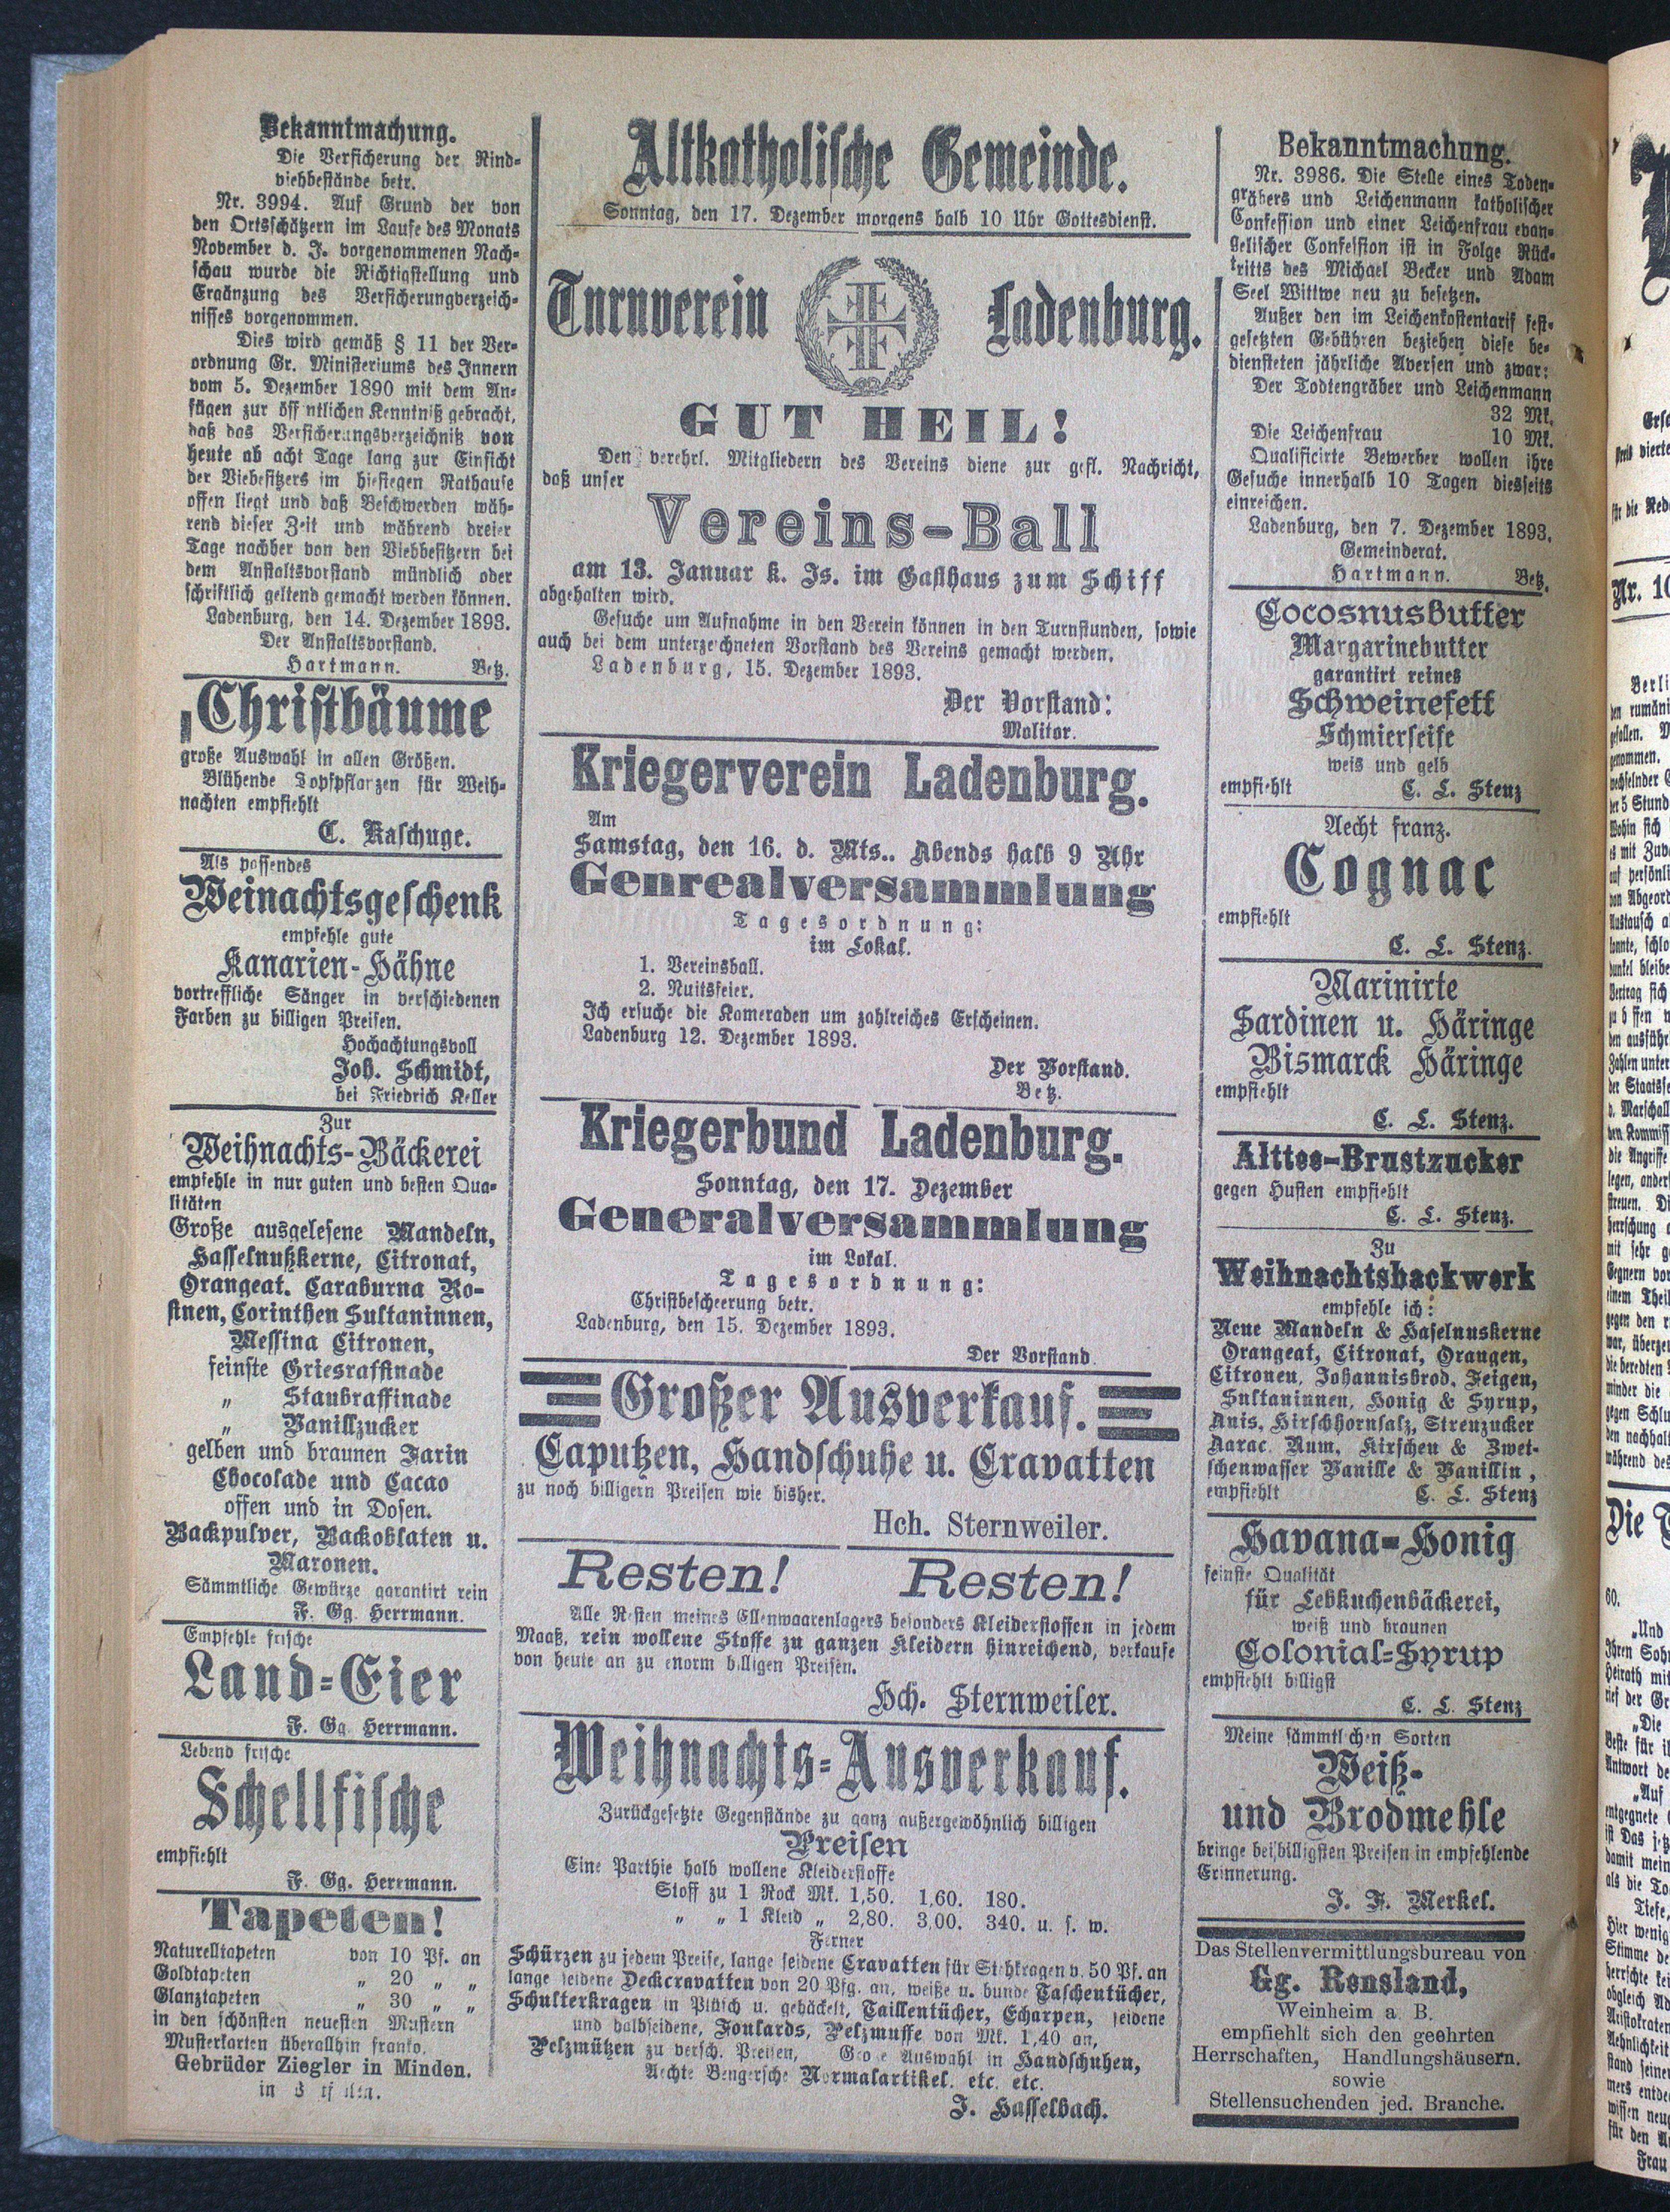 Bekanntmachung.
Die Versicherung der Rind-
viehbestände betr.
Nr. 3994. Auf Grund der von
den Ortsschätzern im Laufe des Monats
November d. J. vorgenommenen Nach-
schau wurde die Richtigstellung und
Ergänzung des Versicherungverzeich-
nisses vorgenommen.
Dies wird gemäß § 11 der Ver-
ordnung Gr. Ministeriums des Innern
vom 5. Dezember 1890 mit dem An-
fügen zur öff ntlichen Kenntniß gebracht,
daß das Versicherungsverzeichniß von
heute ab acht Tage lang zur Einsicht
der Viebesitzers im hiesiegen Rathause
offen liegt und daß Beschwerden wäh-
rend dieser Zeit und während dreier
Tage nachher von den Viehbesitzern bei
dem Anstaltsvorstand mündlich oder
schriftlich geltend gemacht werden können.
Ladenburg, den 14. Dezember 1893.
Der Anstaltsvorstand.
Hartmann. Betz.
Christbäume
große Auswahl in allen Größen.
Blühende Topfpflanzen für Weih-
nachten empfiehlt
C. Kaschuge.
Als passendes
Weinachtsgeschenk
empfehle gute
Kanarien-Hähne
vortreffliche Sänger in verschiedenen
Farben zu billigen Preisen.
Hochachtungsvoll
Joh. Schmidt,
bei Friedrich Keller
Zur
Weihnachts-Bäckerei
empfehle in nur guten und besten Qua-
litäten
Große ausgelesene Mandeln,
Hasselnußkerne, Citronat,
Orangeat. Caraburna Ro-
sinen, Corinthen Sultaninnen,
Messina Citronen,
feinste Griesraffinade
„ Staubraffinade
„ Vanillzucker
gelben und braunen Farin
Chocolade und Cacao
offen und in Dosen.
Backpulver, Backoblaten u.
Maronen.
Sämmtliche Gewürze garantirt rein
F. Gg. Herrmann.
Empfehle frische
Land-Eier
F. Gg. Herrmann.
Lebend frische
Schellfische
empfiehlt
F. Gg. Herrmann.
Tapeten!
Naturelltapeten von 10 Pf. an
Goldtapeten „ 20 „ „
Glanztapeten „ 30 „ „
in den schönsten neuesten Mustern
Musterkarten überallhin franko.
Gebrüder Ziegler in Minden.
in
Altkatholische Gemeinde.
Sonntag, den 17. Dezember morgens halb 10 Uhr Gottesdienst.
Turnverein Ladenburg.
GUT HEIL!
Den verehrl. Mitgliedern des Vereins diene zur gefl. Nachricht,
daß unser
Vereins-Ball
am 13. Januar k. Js. im Gasthaus zum Schiff
abgehalten wird.
Gesuche um Aufnahme in den Verein können in den Turnstunden, sowie
auch bei dem unterzeichneten Vorstand des Vereins gemacht werden.
Ladenburg, 15. Dezember 1893.
Der Vorstand:
Molitor.
Kriegerverein Ladenburg.
Am
Samstag, den 16. d. Mts.. Abends halb 9 Uhr
Genrealversammlung
Tagesordnung:
im Lokal.
1. Vereinsball.
2. Nuitsfeier.
Ich ersuche die Kameraden um zahlreiches Erscheinen.
Ladenburg 12. Dezember 1893.
Der Vorstand.
Betz.
Kriegerbund Ladenburg.
Sonntag, den 17. Dezember
Generalversammlung
im Lokal.
Tagesordnung:
Christbescheerung betr.
Ladenburg, den 15. Dezember 1893.
Der Vorstand.
Großer Ausverkauf.
Caputzen, Handschuhe u. Cravatten
zu noch billigern Preisen wie bisher.
Hch. Sternweiler.
Resten! Resten!
Alle Resten meines Ellenwaarenlagers besonders Kleiderstoffen in jedem
Maaß, rein wollene Stoffe zu ganzen Kleidern hinreichend, verkaufe
von heute an zu enorm billigen Preisen.
Hch. Sternweiler.
Weihnachts-Ausverkauf.
Zurückgesetzte Gegenstände zu ganz außergewöhnlich billigen
Preisen
Eine Parthie halb wollene Kleiderstoffe
Stoff zu 1 Rock Mk. 1,50. 1,60. 180.
„ „ 1 Kleid „ 2,80. 3,00. 340. u. s. w.
Ferner
Schürzen zu jedem Preise, lange seidene Cravatten für Stehkragen v. 50 Pf. an
lange seidene Deckcravatten von 20 Pfg. an, weiße u. bunde Taschentücher,
Schulterkragen in Plüsch u. gehäckelt, Taillentücher, Echarpen, seidene
und halbseidene, Foulards, Pelzmuffe von Mk. 1,40 an,
Pelzmützen zu versch. Preisen, Große Auswahl in Handschuhen,
Aechte Bengersche Normalartikel. etc. etc.
J. Hasselbach.
Bekanntmachung.
Nr. 3986. Die Stelle eines Toden-
gräbers und Leichenmann katholischer
Confession und einer Leichenfrau evan-
gelischer Confession ist in Folge Rück-
tritts des Michael Becker und Adam
Seel Wittwe neu zu besetzen.
Außer den im Leichenkostentarif fest-
gesetzten Gebühren beziehen diese be-
diensteten jährliche Aversen und zwar:
Der Todtengräber und Leichenmann
32 Mk.
Die Leichenfrau 10 Mk.
Qualificirte Bewerber wollen ihre
Gesuche innerhalb 10 Tagen diesseits
einreichen.
Ladenburg, den 7. Dezember 1893.
Gemeinderat.
Hartmann. Betz.
Cocosnusbutter
Margarinebutter
garantirt reines
Schweinefett
Schmierseife
weis und gelb
empfiehlt C. L. Stenz
Aecht franz.
Cognac
empfiehlt
C. L. Stenz.
Marinirte
Sardinen u. Häringe
Bismarck Häringe
empfiehlt
C. L. Stenz.
Alttee-Brustzucker
gegen Husten empfiehlt
C. L. Stenz.
Zu
Weihnachtsbackwerk
empfehle ich:
Neue Mandeln & Haselnuskerne
Orangeat, Citronat, Orangen,
Citronen, Johannisbrod, Feigen,
Sultaninnen, Honig & Syrup,
Anis, Hirschhornsalz, Strenzucker
Aarac. Rum, Kirschen & Zwet-
schenwasser Vanille & Vanillin,
empfiehlt C. L. Stenz
Havana-Honig
feinste Qualität
für Lebkuchenbäckerei,
weiß und braunen
Colonial-Syrup
empfiehlt billigst
C. L. Stenz
Meine sämmtlichen Sorten
Weiß-
und Brodmehle
bringe bei billigsten Preisen in empfehlende
Erinnerung.
J. F. Merkel.
Das Stellenvermittlungsbureau von
Gg. Rensland,
Weinheim a. B.
empfiehlt sich den geehrten
Herrschaften, Handlungshäusern.
sowie
Stellensuchenden jed. Branche.